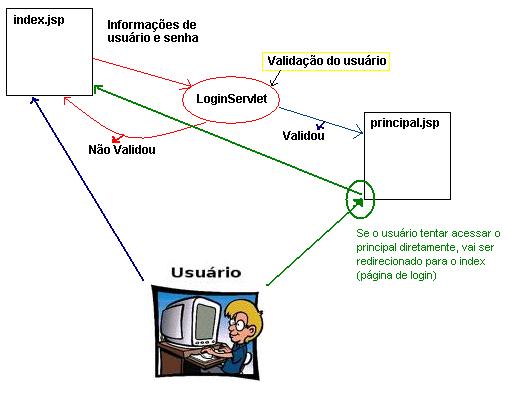 index.jsp
Informações de
usuário e senha
Validação do usuário
LoginServlet
principal.jsp
Validou
Não Validou
Se o usuário tentar acessar o
principal diretamente, vai ser
redirecionado para o index
(página de login)
Usuário